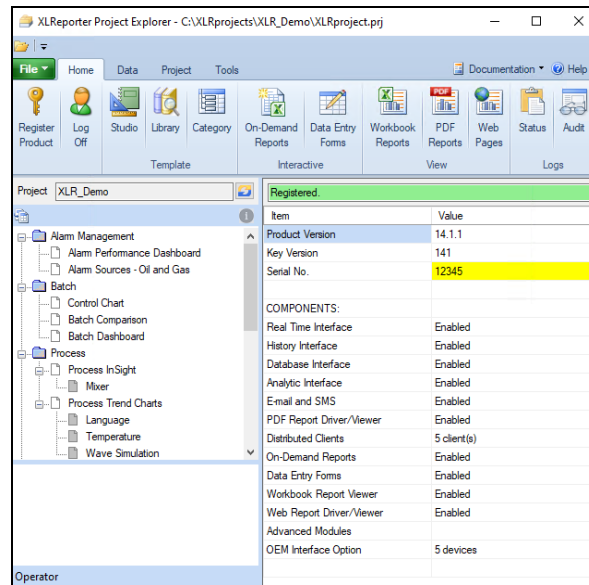 XLReporter Project Explorer - C:\XLRprojects\XLR_Demo\XLRproject.prj
File Home Data Project Tools Documentation Help
Register Product
Log Off
Studio
Library
Category
On-Demand Reports
Data Entry Forms
Workbook Reports
PDF Reports
Web Pages
Status
Audit
Template Interactive View Logs
Project XLR_Demo
Alarm Management
Alarm Performance Dashboard
Alarm Sources - Oil and Gas
Batch
Control Chart
Batch Comparison
Batch Dashboard
Process
Process InSight
Mixer
Process Trend Charts
Language
Temperature
Wave Simulation
Operator
Registered.
Item Value
Product Version 14.1.1
Key Version 141
Serial No. 12345
COMPONENTS:
Real Time Interface Enabled
History Interface Enabled
Database Interface Enabled
Analytic Interface Enabled
E-mail and SMS Enabled
PDF Report Driver/Viewer Enabled
Distributed Clients 5 client(s)
On-Demand Reports Enabled
Data Entry Forms Enabled
Workbook Report Viewer Enabled
Web Report Driver/Viewer Enabled
Advanced Modules
OEM Interface Option 5 devices